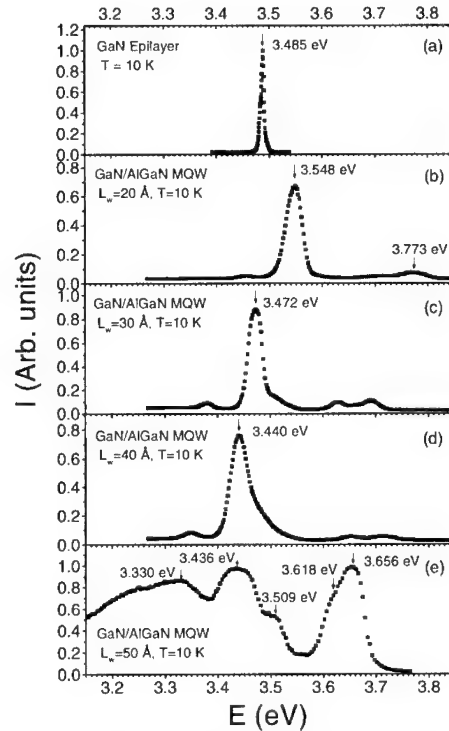 3.2 3.3 3.4 3.5 3.6 3.7 3.8
1.2
1.0
0.8
0.6
0.4
0.2
0.0
GaN Epilayer
T = 10 K
3.485 eV
(a)
0.8
0.6
0.4
0.2
0.0
GaN/AlGaN MQW
Lw=20 Å, T=10 K
3.548 eV
3.773 eV
(b)
1.0
0.8
0.6
0.4
0.2
0.0
GaN/AlGaN MQW
Lw=30 Å, T=10 K
3.472 eV
(c)
0.8
0.6
0.4
0.2
0.0
GaN/AlGaN MQW
Lw=40 Å, T=10 K
3.440 eV
(d)
1.0
0.8
0.6
0.4
0.2
0.0
3.330 eV
3.436 eV
3.509 eV
3.618 eV
3.656 eV
(e)
GaN/AlGaN MQW
Lw=50 Å, T=10 K
3.2 3.3 3.4 3.5 3.6 3.7 3.8
I (Arb. units)
E (eV)